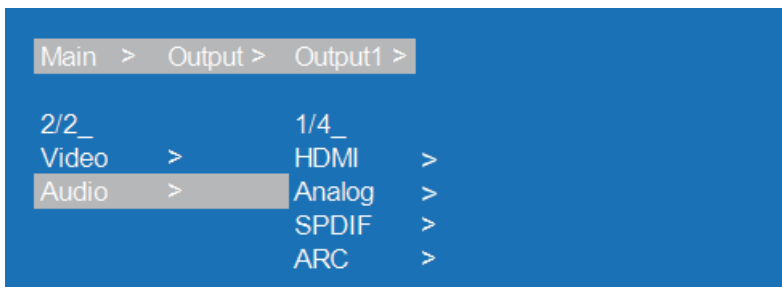 Main > Output > Output1 >
2/2_ 1/4_
Video > HDMI >
Audio > Analog >
SPDIF >
ARC >